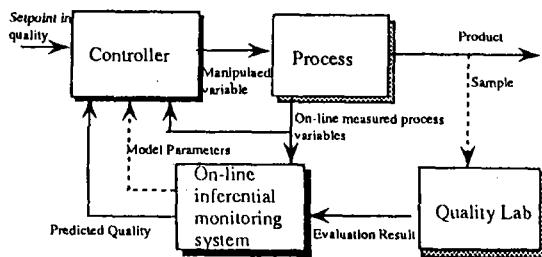 Setpoint in
quality
Controller
Manipulaed
variable
Process
Product
Sample
On-line measured process
variables
Model Parameters
On-line
inferential
monitoring
system
Predicted Quality
Evaluation Result
Quality Lab